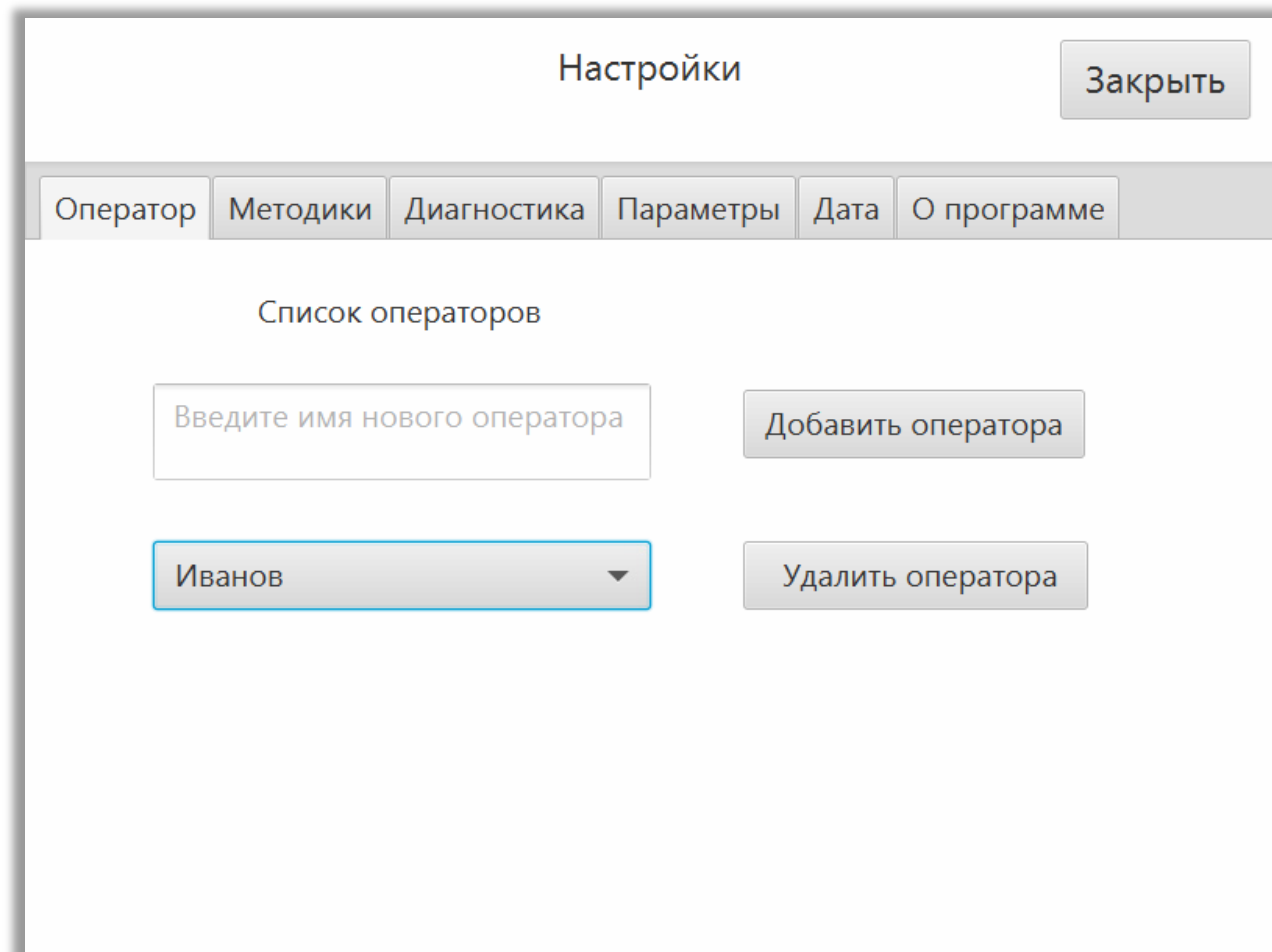 Настройки
Закрыть
Оператор Методики Диагностика Параметры Дата О программе
Список операторов
Введите имя нового оператора
Добавить оператора
Иванов
Удалить оператора